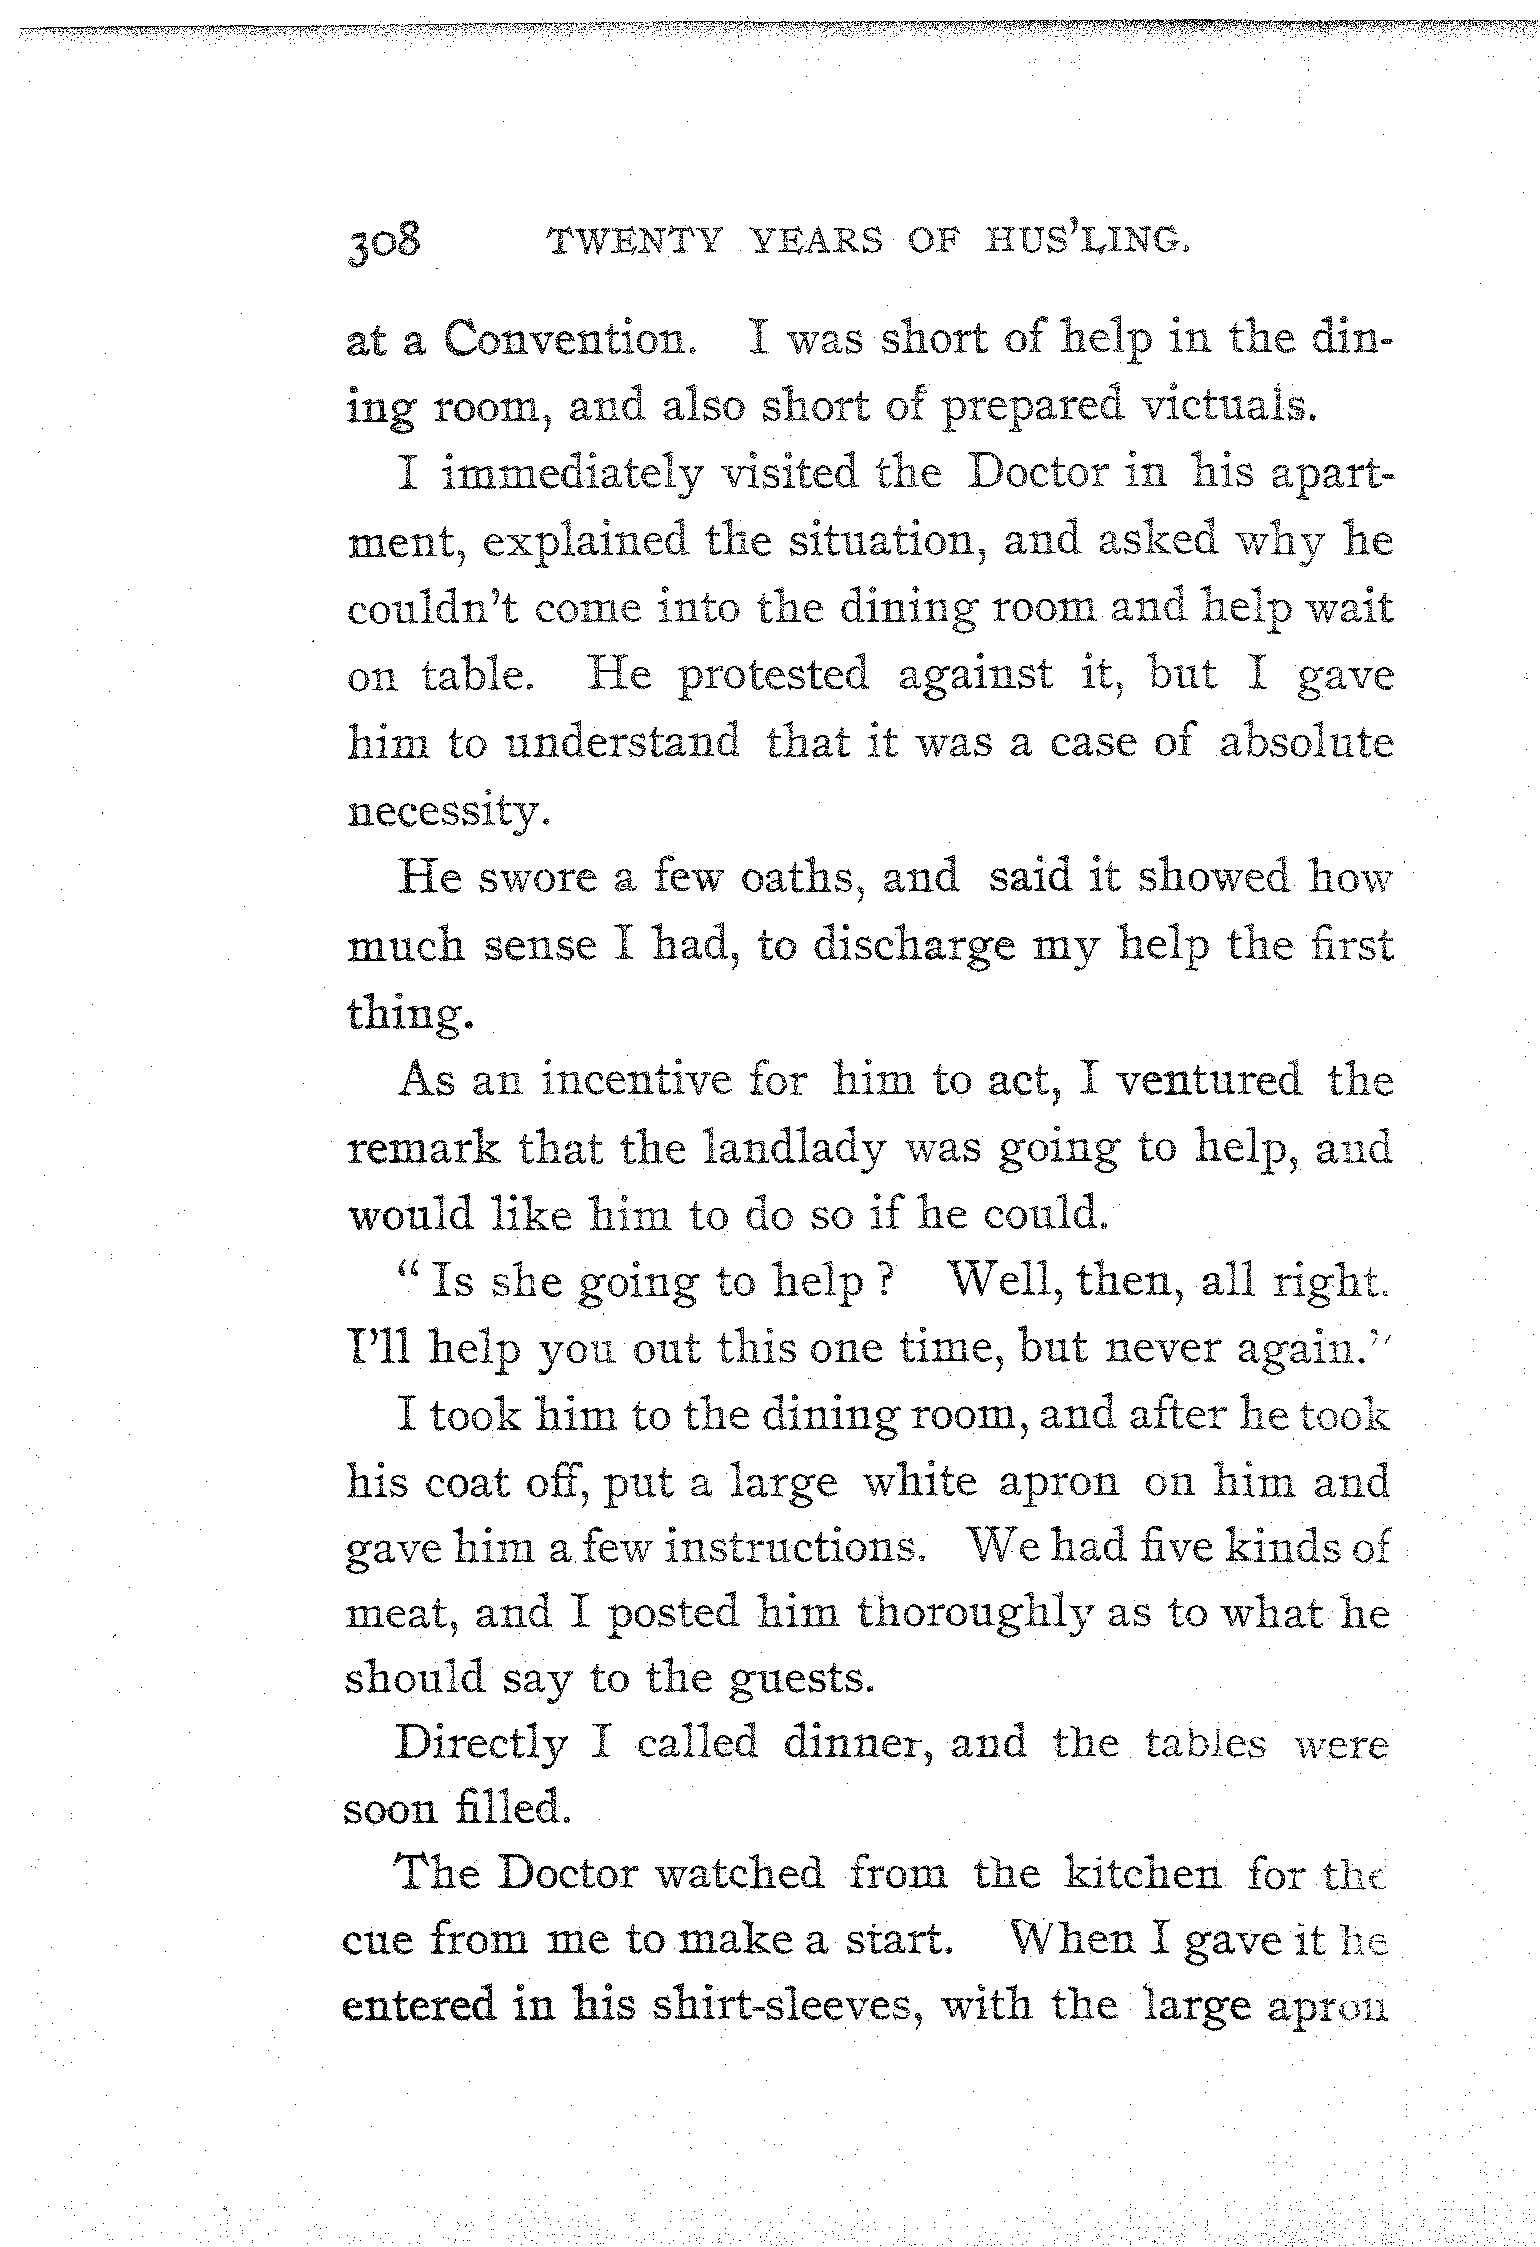 308 TWENTY YEARS OF HUS'LING.
at a Convention. I was short of help in the din-
ing room, and also short of prepared victuals.
I immediately visited the Doctor in his apart-
ment, explained the situation, and asked why he
couldn't come into the dining room and help wait
on table. He protested against it, but I gave
him to understand that it was a case of absolute
necessity.
He swore a few oaths, and said it showed how
much sense I had, to discharge my help the first
thing.
As an incentive for him to act, I ventured the
remark that the landlady was going to help, and
would like him to do so if he could.
"Is she going to help? Well, then, all right.
I'll help you out this one time, but never again."
I took him to the dining room, and after he took
his coat off, put a large white apron on him and
gave him a few instructions. We had five kinds of
meat, and I posted him thoroughly as to what he
should say to the guests.
Directly I called dinner, and the tables were
soon filled.
The Doctor watched from the kitchen for the
cue from me to make a start. When I gave it he
entered in his shirt-sleeves, with the large apron